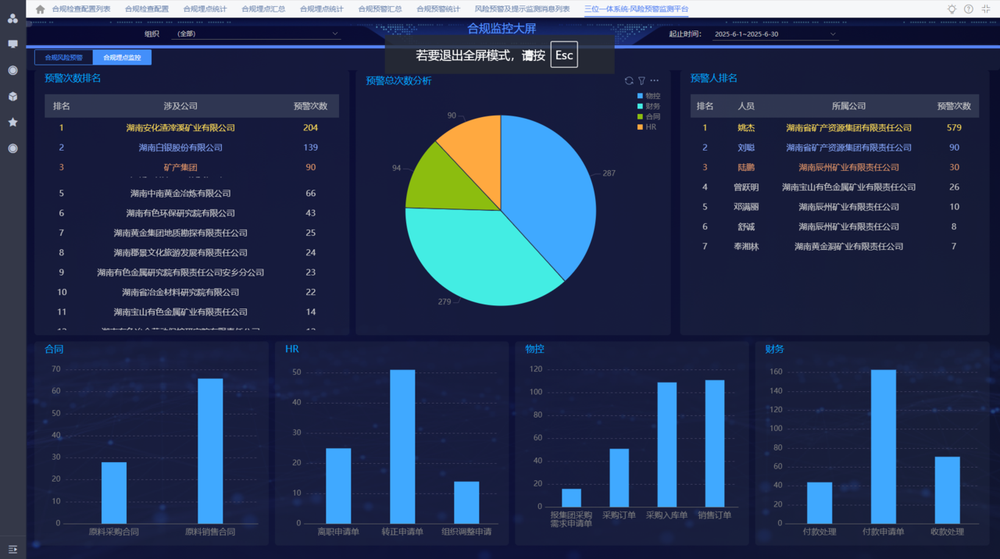 合规检查配置列表 合规检查配置 合规埋点统计 合规埋点汇总 合规埋点统计 合规预警汇总 合规预警统计 风险预警及提示监测消息列表 三位一体系统-风险预警监测平台
组织 (全部) 合规监控大屏 起止时间： 2025-6-1~2025-6-30
若要退出全屏模式，请按 Esc
合规风险预警 合规埋点监控
预警次数排名
排名 涉及公司 预警次数
1 湖南安化渣滓溪矿业有限公司 204
2 湖南白银股份有限公司 139
3 矿产集团 90
5 湖南中南黄金冶炼有限公司 66
6 湖南有色环保研究院有限公司 43
7 湖南黄金集团地质勘探有限责任公司 25
8 湖南郡景文化旅游发展有限责任公司 24
9 湖南有色金属研究院有限责任公司安乡分公司 23
10 湖南省冶金材料研究院有限公司 22
11 湖南宝山有色金属矿业有限责任公司 14
预警总次数分析
物控
财务
合同
HR
90
287
94
279
预警人排名
排名 人员 所属公司 预警次数
1 姚杰 湖南省矿产资源集团有限责任公司 579
2 刘聪 湖南省矿产资源集团有限责任公司 90
3 陆鹏 湖南辰州矿业有限责任公司 30
4 曾跃明 湖南宝山有色金属矿业有限责任公司 26
5 邓满丽 湖南辰州矿业有限责任公司 10
6 舒诚 湖南辰州矿业有限责任公司 8
7 奉湘林 湖南黄金洞矿业有限责任公司 7
合同
70
60
50
40
30
20
10
0
原料采购合同 原料销售合同
HR
50
40
30
20
10
0
离职申请单 转正申请单 组织调整申请
物控
120
100
80
60
40
20
0
报集团采购需求申请单 采购订单 采购入库单 销售订单
财务
160
140
120
100
80
60
40
20
0
付款处理 付款申请单 收款处理